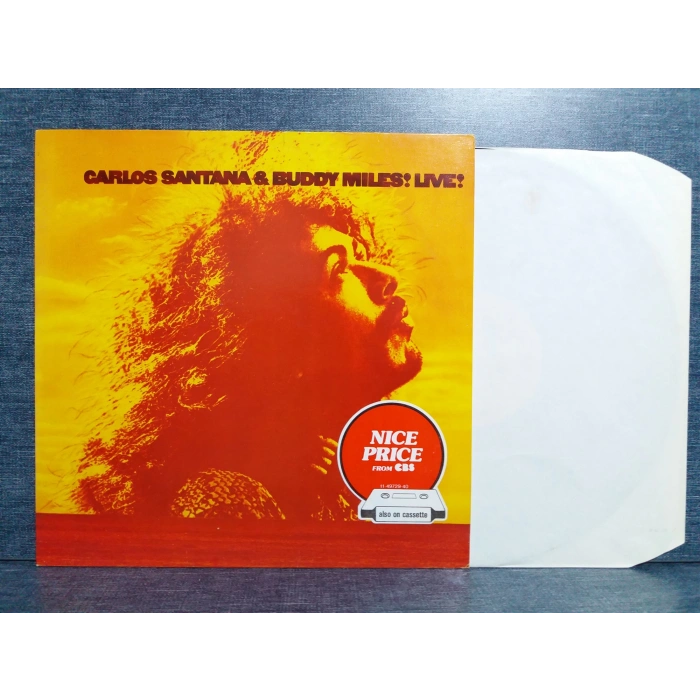 CARLOS SANTANA & BUDDY MILES! LIVE!
NICE
PRICE
FROM CBS
also on cassette